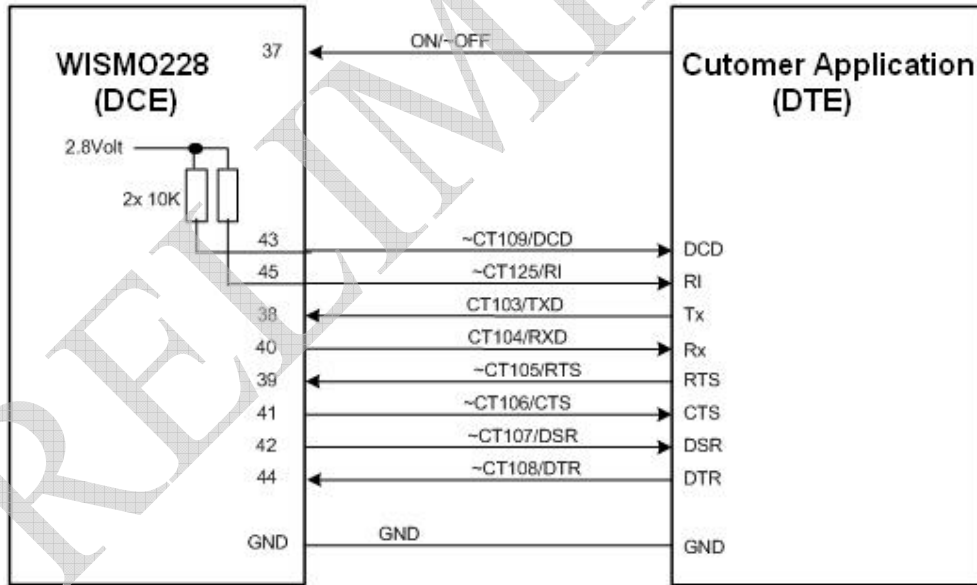 WISMO228
(DCE)
37
ON/~OFF
Cutomer Application
(DTE)
2.8Volt
2x 10K
43
~CT109/DCD
DCD
45
~CT125/RI
RI
38
CT103/TXD
Tx
40
CT104/RXD
Rx
39
~CT105/RTS
RTS
41
~CT106/CTS
CTS
42
~CT107/DSR
DSR
44
~CT108/DTR
DTR
GND
GND
GND
RELIM